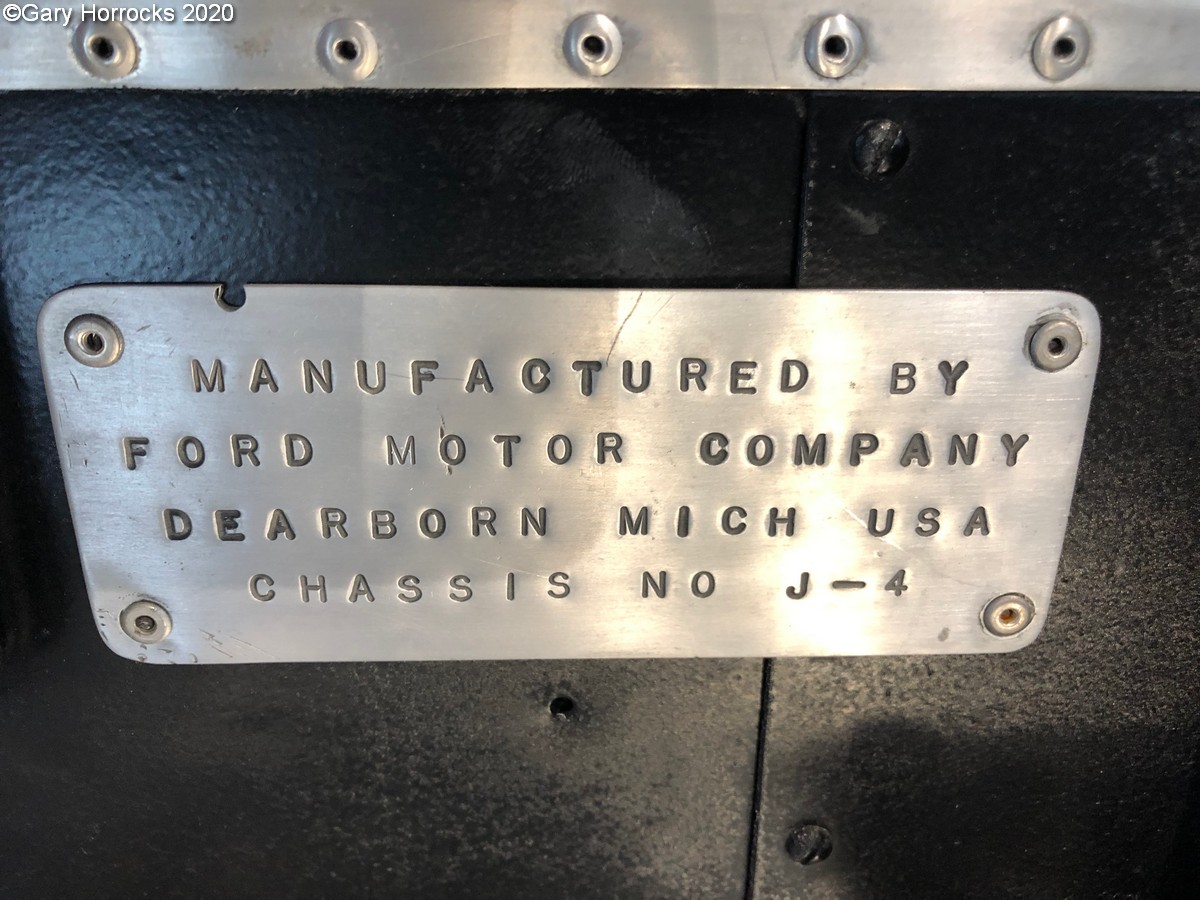 ©Gary Horrocks 2020
MANUFACTURED BY
FORD MOTOR COMPANY
DEARBORN MICH USA
CHASSIS NO J-4